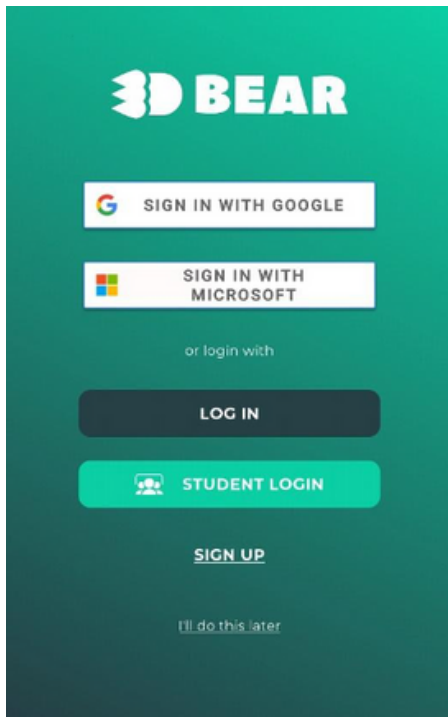 3D BEAR
SIGN IN WITH GOOGLE
SIGN IN WITH
MICROSOFT
or login with
LOG IN
STUDENT LOGIN
SIGN UP
I'll do this later